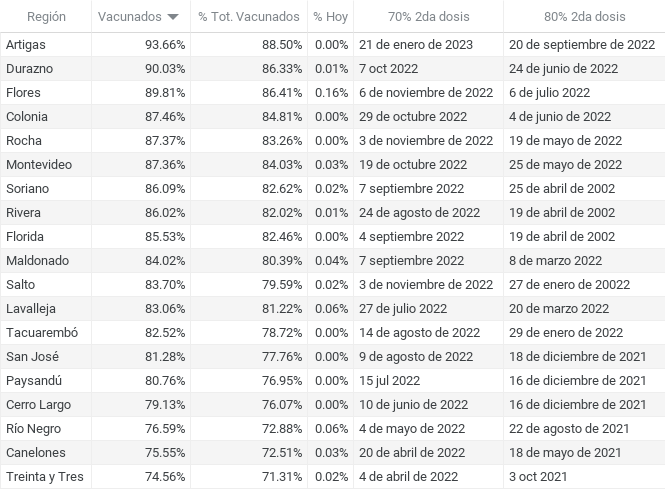 Región Vacunados % Tot. Vacunados % Hoy 70% 2da dosis 80% 2da dosis
Artigas 93.66% 88.50% 0.00% 21 de enero de 2023 20 de septiembre de 2022
Durazno 90.03% 86.33% 0.01% 7 oct 2022 24 de junio de 2022
Flores 89.81% 86.41% 0.16% 6 de noviembre de 2022 6 de julio 2022
Colonia 87.46% 84.81% 0.00% 29 de octubre 2022 4 de junio de 2022
Rocha 87.37% 83.26% 0.00% 3 de noviembre de 2022 19 de mayo de 2022
Montevideo 87.36% 84.03% 0.03% 19 de octubre 2022 25 de mayo de 2022
Soriano 86.09% 82.62% 0.02% 7 septiembre 2022 25 de abril de 2002
Rivera 86.02% 82.02% 0.01% 24 de agosto de 2022 19 de abril de 2002
Florida 85.53% 82.46% 0.00% 4 septiembre 2022 19 de abril de 2002
Maldonado 84.02% 80.39% 0.04% 7 septiembre 2022 8 de marzo 2022
Salto 83.70% 79.59% 0.02% 3 de noviembre de 2022 27 de enero de 20022
Lavalleja 83.06% 81.22% 0.06% 27 de julio 2022 20 de marzo 2022
Tacuarembó 82.52% 78.72% 0.00% 14 de agosto de 2022 29 de enero de 2022
San José 81.28% 77.76% 0.00% 9 de agosto de 2022 18 de diciembre de 2021
Paysandú 80.76% 76.95% 0.00% 15 jul 2022 16 de diciembre de 2021
Cerro Largo 79.13% 76.07% 0.00% 10 de junio de 2022 16 de diciembre de 2021
Río Negro 76.59% 72.88% 0.06% 4 de mayo de 2022 22 de agosto de 2021
Canelones 75.55% 72.51% 0.03% 20 de abril de 2022 18 de mayo de 2021
Treinta y Tres 74.56% 71.31% 0.02% 4 de abril de 2022 3 oct 2021